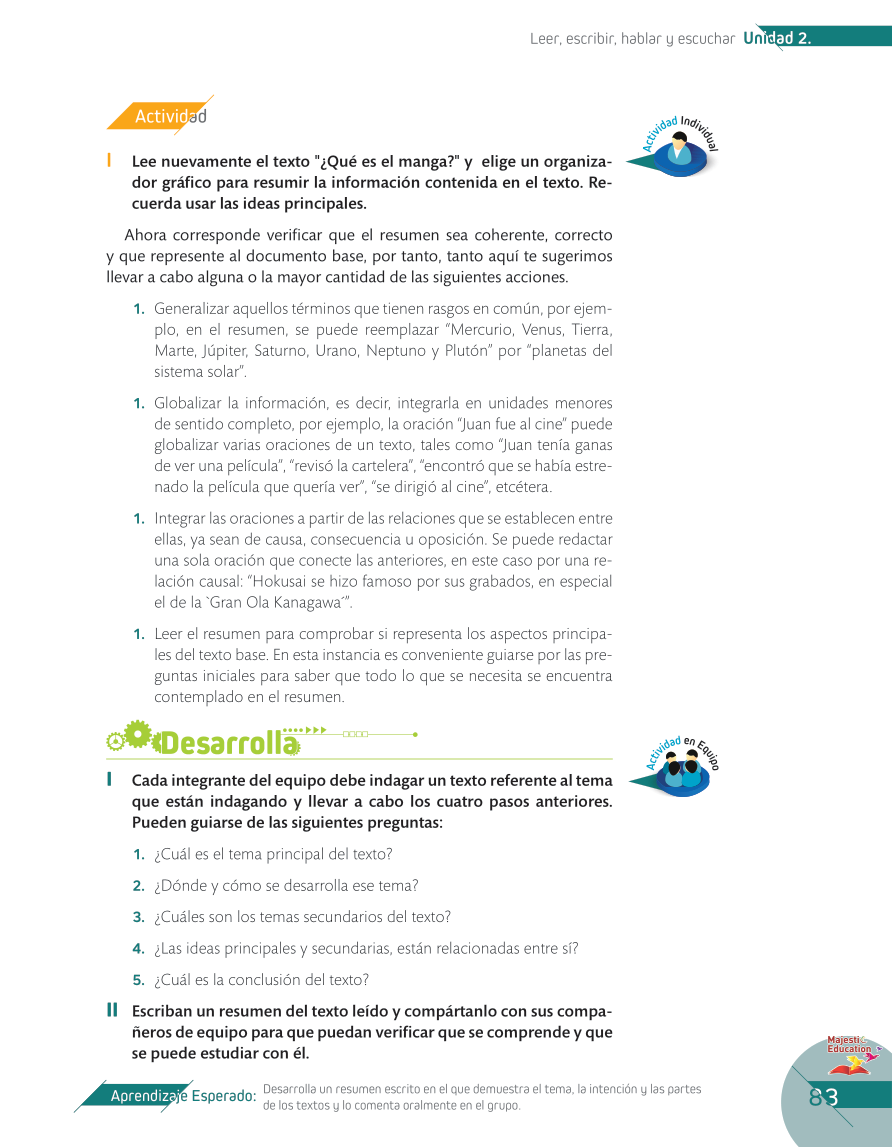 Leer, escribir, hablar y escuchar Unidad 2.
Actividad
Actividad Individual
I Lee nuevamente el texto "¿Qué es el manga?" y elige un organiza-
dor gráfico para resumir la información contenida en el texto. Re-
cuerda usar las ideas principales.
Ahora corresponde verificar que el resumen sea coherente, correcto
y que represente al documento base, por tanto, tanto aquí te sugerimos
llevar a cabo alguna o la mayor cantidad de las siguientes acciones.
1. Generalizar aquellos términos que tienen rasgos en común, por ejem-
plo, en el resumen, se puede reemplazar “Mercurio, Venus, Tierra,
Marte, Júpiter, Saturno, Urano, Neptuno y Plutón” por “planetas del
sistema solar”.
1. Globalizar la información, es decir, integrarla en unidades menores
de sentido completo, por ejemplo, la oración “Juan fue al cine” puede
globalizar varias oraciones de un texto, tales como “Juan tenía ganas
de ver una película”, “revisó la cartelera”, “encontró que se había estre-
nado la película que quería ver”, “se dirigió al cine”, etcétera.
1. Integrar las oraciones a partir de las relaciones que se establecen entre
ellas, ya sean de causa, consecuencia u oposición. Se puede redactar
una sola oración que conecte las anteriores, en este caso por una re-
lación causal: “Hokusai se hizo famoso por sus grabados, en especial
el de la `Gran Ola Kanagawa´”.
1. Leer el resumen para comprobar si representa los aspectos principa-
les del texto base. En esta instancia es conveniente guiarse por las pre-
guntas iniciales para saber que todo lo que se necesita se encuentra
contemplado en el resumen.
Desarrolla
Actividad en Equipo
I Cada integrante del equipo debe indagar un texto referente al tema
que están indagando y llevar a cabo los cuatro pasos anteriores.
Pueden guiarse de las siguientes preguntas:
1. ¿Cuál es el tema principal del texto?
2. ¿Dónde y cómo se desarrolla ese tema?
3. ¿Cuáles son los temas secundarios del texto?
4. ¿Las ideas principales y secundarias, están relacionadas entre sí?
5. ¿Cuál es la conclusión del texto?
II Escriban un resumen del texto leído y compártanlo con sus compa-
ñeros de equipo para que puedan verificar que se comprende y que
se puede estudiar con él.
Majestic
Education
Aprendizaje Esperado: Desarrolla un resumen escrito en el que demuestra el tema, la intención y las partes
de los textos y lo comenta oralmente en el grupo.
83